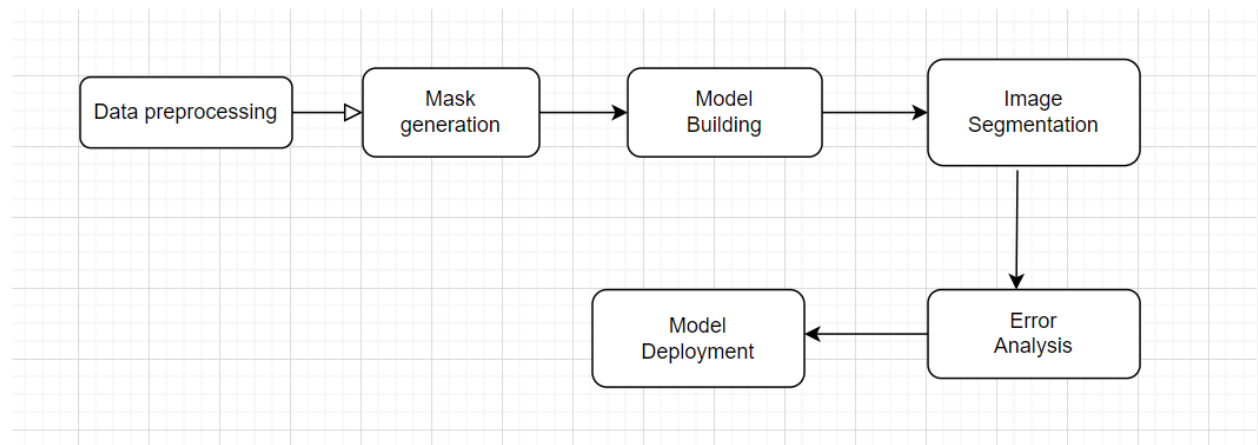 Data preprocessing
Mask
generation
Model
Building
Image
Segmentation
Error
Analysis
Model
Deployment